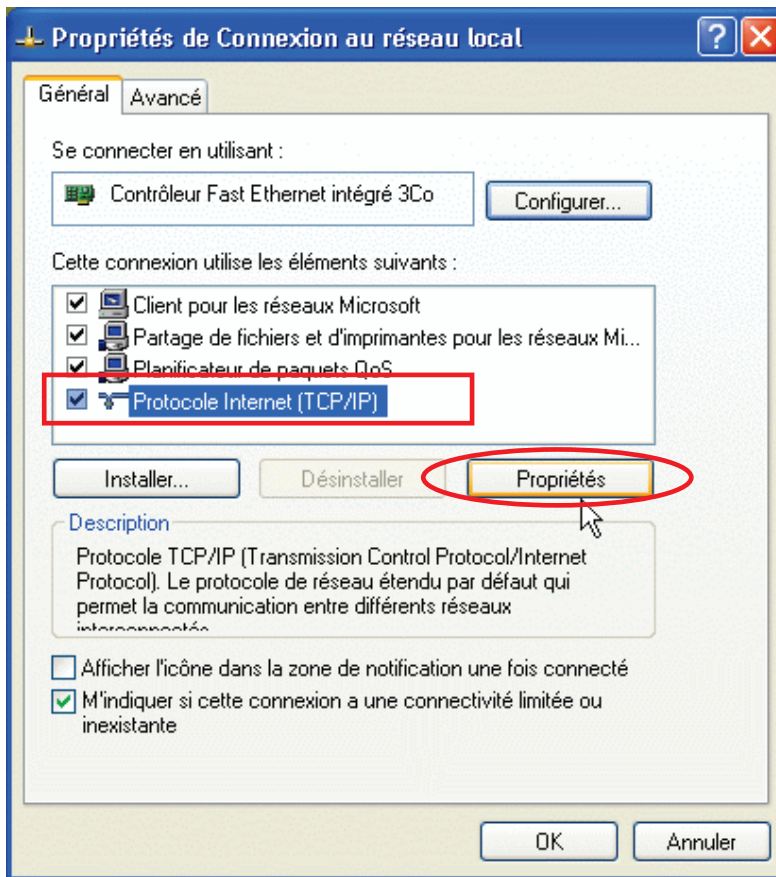 Propriétés de Connexion au réseau local
Général
Avancé
Se connecter en utilisant :
Contrôleur Fast Ethernet intégré 3Co
Configurer...
Cette connexion utilise les éléments suivants :
Client pour les réseaux Microsoft
Partage de fichiers et d'imprimantes pour les réseaux Mi...
Planificateur de paquets QoS
Protocole Internet (TCP/IP)
Installer...
Désinstaller
Propriétés
Description
Protocole TCP/IP (Transmission Control Protocol/Internet
Protocol). Le protocole de réseau étendu par défaut qui
permet la communication entre différents réseaux
interconnectés
Afficher l'icône dans la zone de notification une fois connecté
M'indiquer si cette connexion a une connectivité limitée ou
inexistante
OK
Annuler